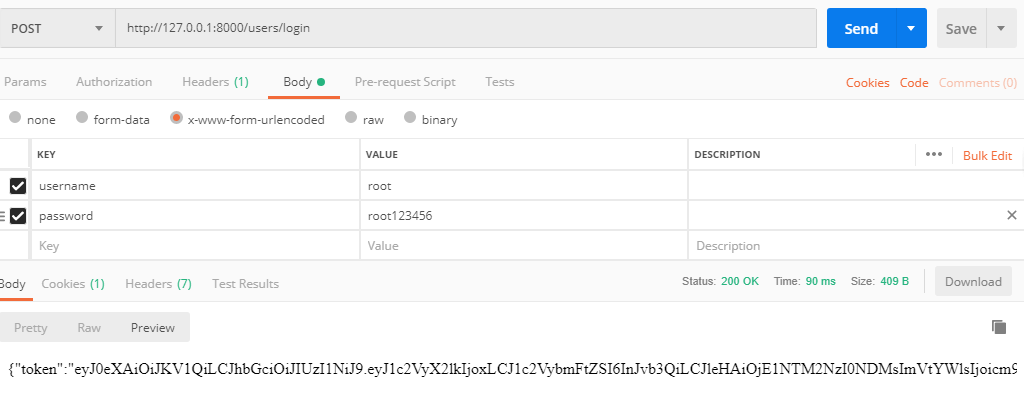 POST http://127.0.0.1:8000/users/login Send Save
Params Authorization Headers (1) Body Pre-request Script Tests Cookies Code Comments (0)
none form-data x-www-form-urlencoded raw binary
KEY VALUE DESCRIPTION ••• Bulk Edit
username root
password root123456
Key Value Description
Body Cookies (1) Headers (7) Test Results Status: 200 OK Time: 90 ms Size: 409 B Download
Pretty Raw Preview
{"token":"eyJ0eXAiOiJKV1QiLCJhbGciOiJIUzI1NiJ9.eyJ1c2VyX2lkIjoxLCJ1c2VybmFtZSI6InJvb3QiLCJleHAiOjE1NTM2NzI0NDMsImVtYWlsIjoicm9